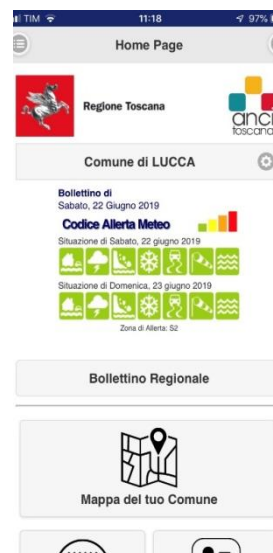 TIM 11:18 97%
Home Page
Regione Toscana
anci
toscana
Comune di LUCCA
Bollettino di
Sabato, 22 Giugno 2019
Codice Allerta Meteo
Situazione di Sabato, 22 giugno 2019
Situazione di Domenica, 23 giugno 2019
Zona di Allerta: S2
Bollettino Regionale
Mappa del tuo Comune